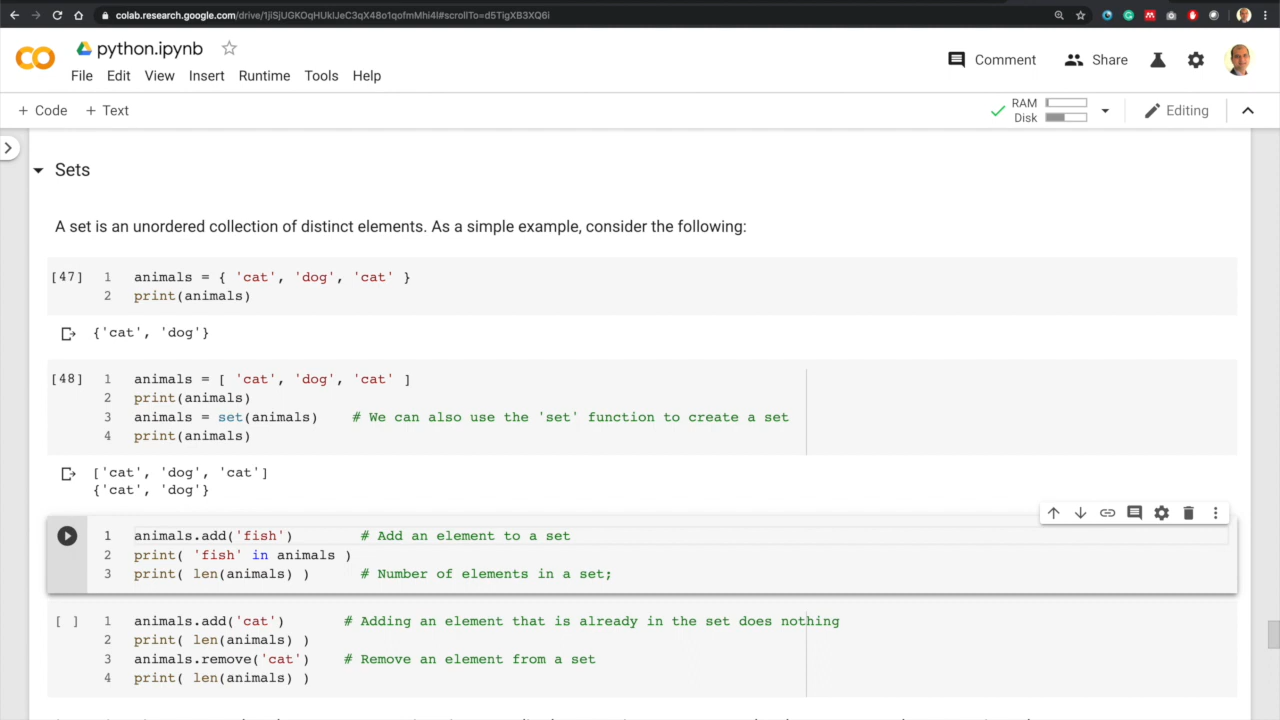 colab.research.google.com/drive/1jiSjUGKOqHUkIJeC3qX48o1qofmMhi4l#scrollTo=d5TigXB3XQ6i
python.ipynb
File Edit View Insert Runtime Tools Help
Comment
Share
+ Code + Text
RAM
Disk
Editing
Sets
A set is an unordered collection of distinct elements. As a simple example, consider the following:
[47] 1 animals = { 'cat', 'dog', 'cat' }
2 print(animals)
{'cat', 'dog'}
[48] 1 animals = [ 'cat', 'dog', 'cat' ]
2 print(animals)
3 animals = set(animals) # We can also use the 'set' function to create a set
4 print(animals)
['cat', 'dog', 'cat']
{'cat', 'dog'}
1 animals.add('fish') # Add an element to a set
2 print( 'fish' in animals )
3 print( len(animals) ) # Number of elements in a set;
[ ] 1 animals.add('cat') # Adding an element that is already in the set does nothing
2 print( len(animals) )
3 animals.remove('cat') # Remove an element from a set
4 print( len(animals) )